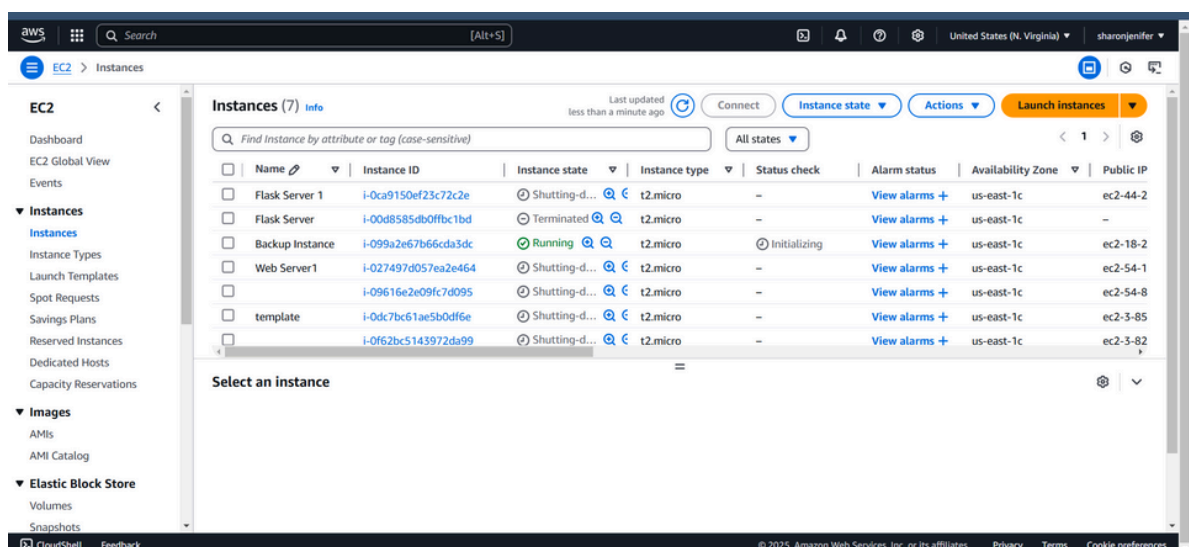 aws
Search [Alt+S] United States (N. Virginia) ▼ sharonjenifer ▼
EC2 > Instances
EC2
Dashboard
EC2 Global View
Events
▼ Instances
Instances
Instance Types
Launch Templates
Spot Requests
Savings Plans
Reserved Instances
Dedicated Hosts
Capacity Reservations
▼ Images
AMIs
AMI Catalog
▼ Elastic Block Store
Volumes
Snapshots
Instances (7) Info
Last updated
less than a minute ago
Connect Instance state ▼ Actions ▼ Launch instances ▼
Find Instance by attribute or tag (case-sensitive) All states ▼ < 1 >
Name Instance ID Instance state Instance type Status check Alarm status Availability Zone Public IP
Flask Server 1 i-0ca9150ef23c72c2e Shutting-d... t2.micro – View alarms + us-east-1c ec2-44-2
Flask Server i-00d8585db0ffbc1bd Terminated t2.micro – View alarms + us-east-1c –
Backup Instance i-099a2e67b66cda3dc Running t2.micro Initializing View alarms + us-east-1c ec2-18-2
Web Server1 i-027497d057ea2e464 Shutting-d... t2.micro – View alarms + us-east-1c ec2-54-1
i-09616e2e09fc7d095 Shutting-d... t2.micro – View alarms + us-east-1c ec2-54-8
template i-0dc7bc61ae5b0df6e Shutting-d... t2.micro – View alarms + us-east-1c ec2-3-85
i-0f62bc5143972da99 Shutting-d... t2.micro – View alarms + us-east-1c ec2-3-82
Select an instance
CloudShell Feedback © 2025, Amazon Web Services, Inc. or its affiliates. Privacy Terms Cookie preferences